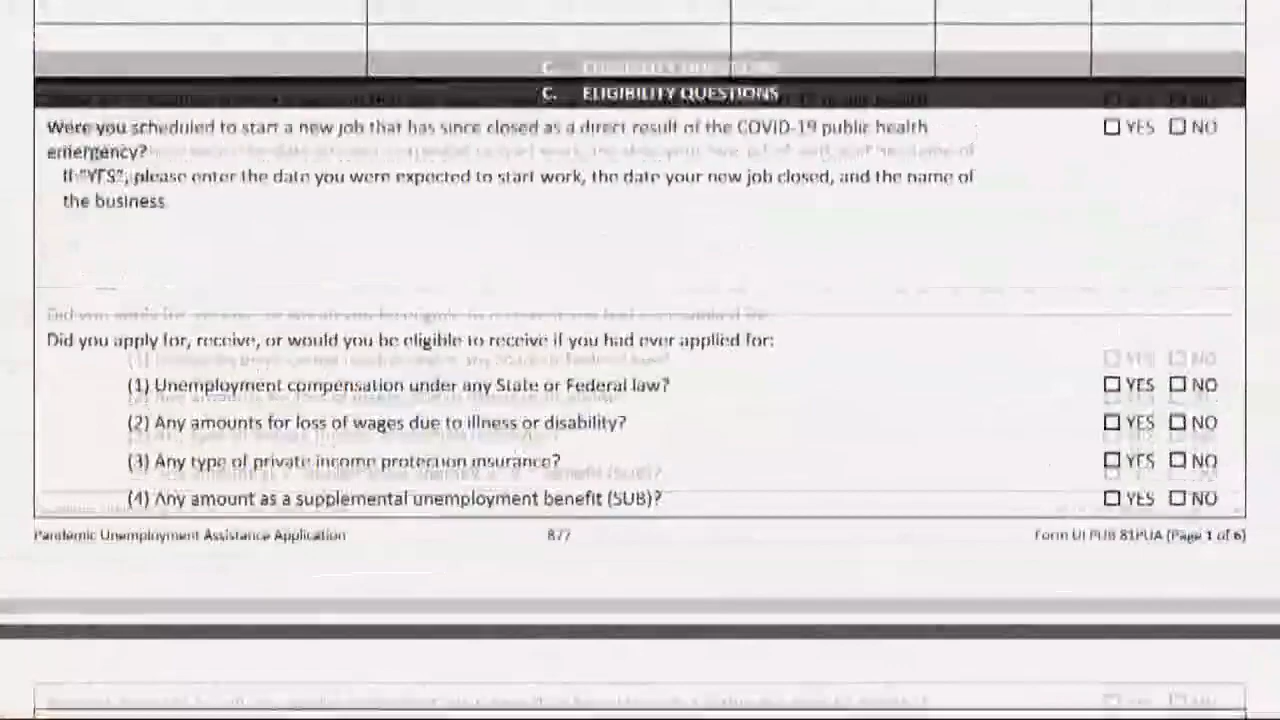 C. ELIGIBILITY QUESTIONS
Were you scheduled to start a new job that has since closed as a direct result of the COVID-19 public health
☐ YES ☐ NO
emergency?
If "YES", please enter the date you were expected to start work, the date your new job closed, and the name of
the business
Did you apply for, receive, or would you be eligible to receive if you had ever applied for:
(1) Unemployment compensation under any State or Federal law?
☐ YES ☐ NO
(2) Any amounts for loss of wages due to illness or disability?
☐ YES ☐ NO
(3) Any type of private income protection insurance?
☐ YES ☐ NO
(4) Any amount as a supplemental unemployment benefit (SUB)?
☐ YES ☐ NO
Pandemic Unemployment Assistance Application
877
Form UI PUB 81PUA (Page 1 of 6)